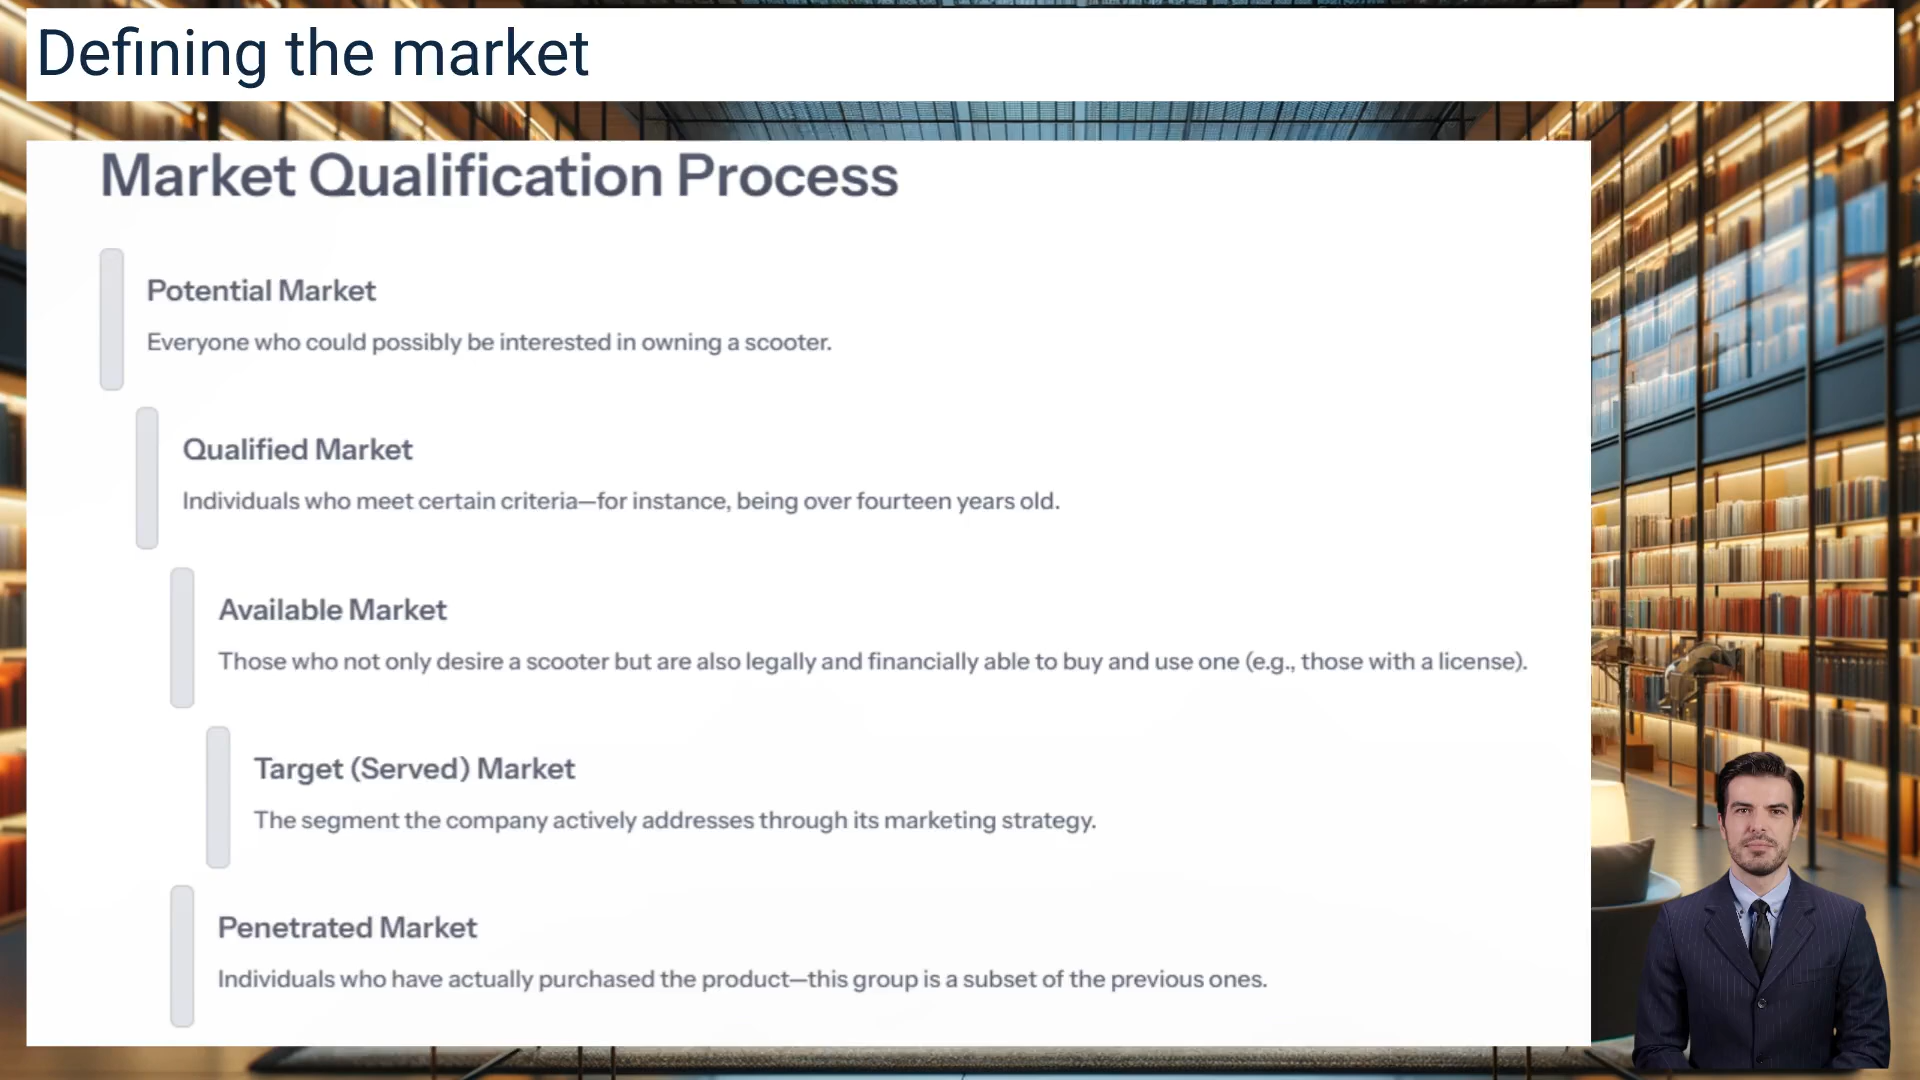 Defining the market
Market Qualification Process
Potential Market
Everyone who could possibly be interested in owning a scooter.
Qualified Market
Individuals who meet certain criteria—for instance, being over fourteen years old.
Available Market
Those who not only desire a scooter but are also legally and financially able to buy and use one (e.g., those with a license).
Target (Served) Market
The segment the company actively addresses through its marketing strategy.
Penetrated Market
Individuals who have actually purchased the product—this group is a subset of the previous ones.